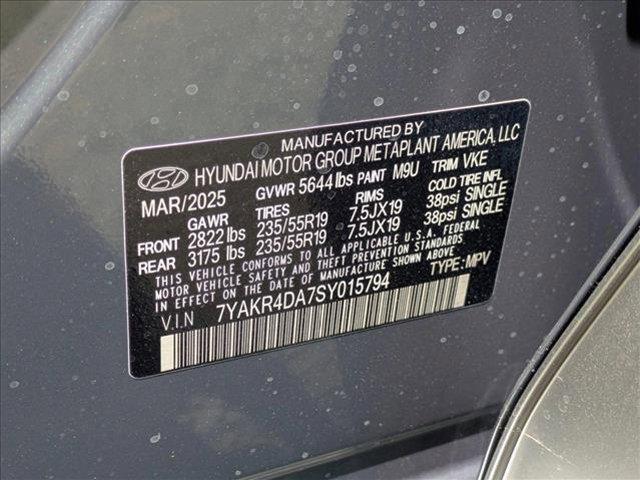 MANUFACTURED BY
HYUNDAI MOTOR GROUP METAPLANT AMERICA, LLC
MAR/2025 GVWR 5644 lbs PAINT M9U TRIM VKE
GAWR TIRES RIMS COLD TIRE INFL
FRONT 2822 lbs 235/55R19 7.5JX19 38psi SINGLE
REAR 3175 lbs 235/55R19 7.5JX19 38psi SINGLE
THIS VEHICLE CONFORMS TO ALL APPLICABLE U.S.A. FEDERAL
MOTOR VEHICLE SAFETY AND THEFT PREVENTION STANDARDS
IN EFFECT ON THE DATE OF MANUFACTURE SHOWN ABOVE.
V.I.N 7YAKR4DA7SY015794 TYPE: MPV